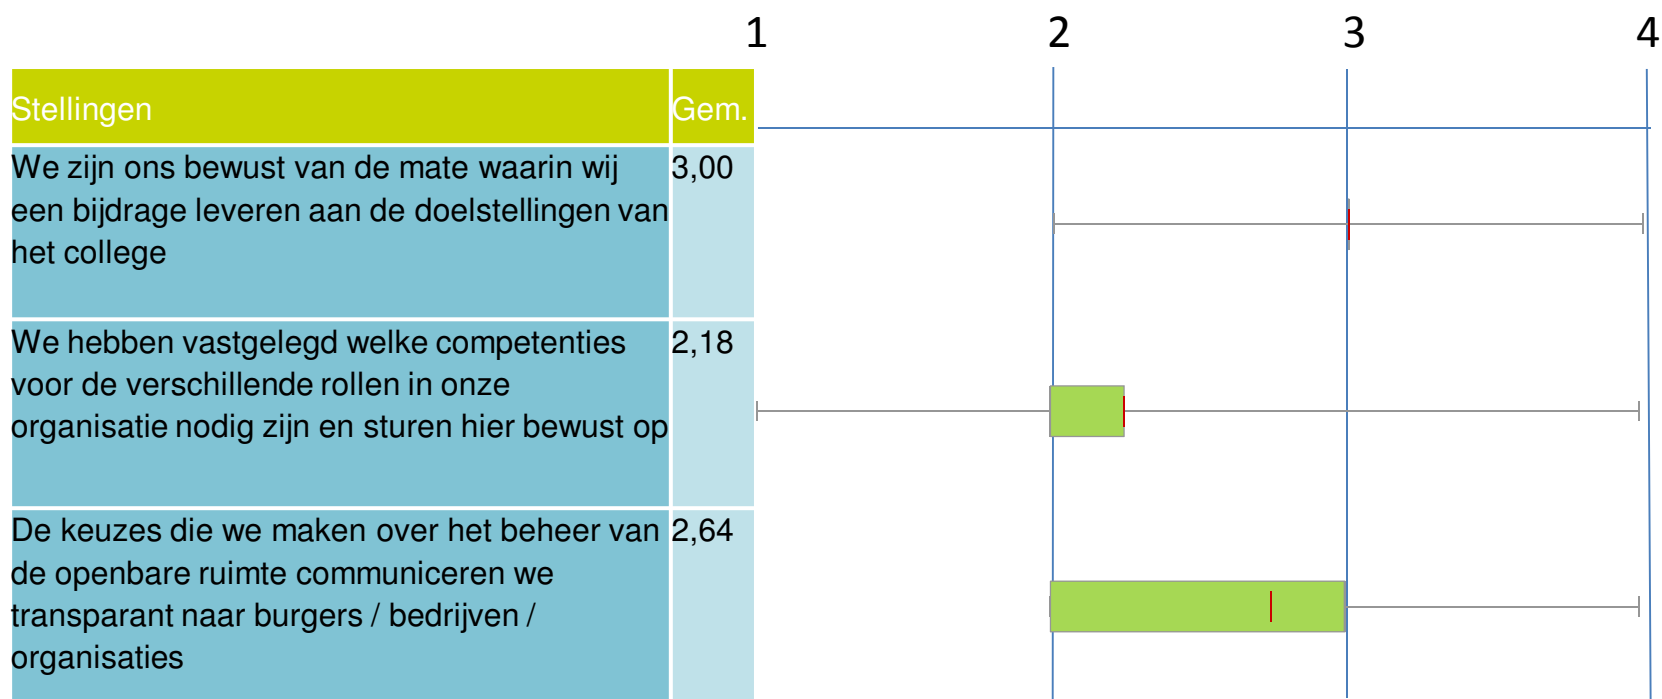 1 2 3 4
Stellingen Gem.
We zijn ons bewust van de mate waarin wij 3,00
een bijdrage leveren aan de doelstellingen van
het college
We hebben vastgelegd welke competenties 2,18
voor de verschillende rollen in onze
organisatie nodig zijn en sturen hier bewust op
De keuzes die we maken over het beheer van 2,64
de openbare ruimte communiceren we
transparant naar burgers / bedrijven /
organisaties